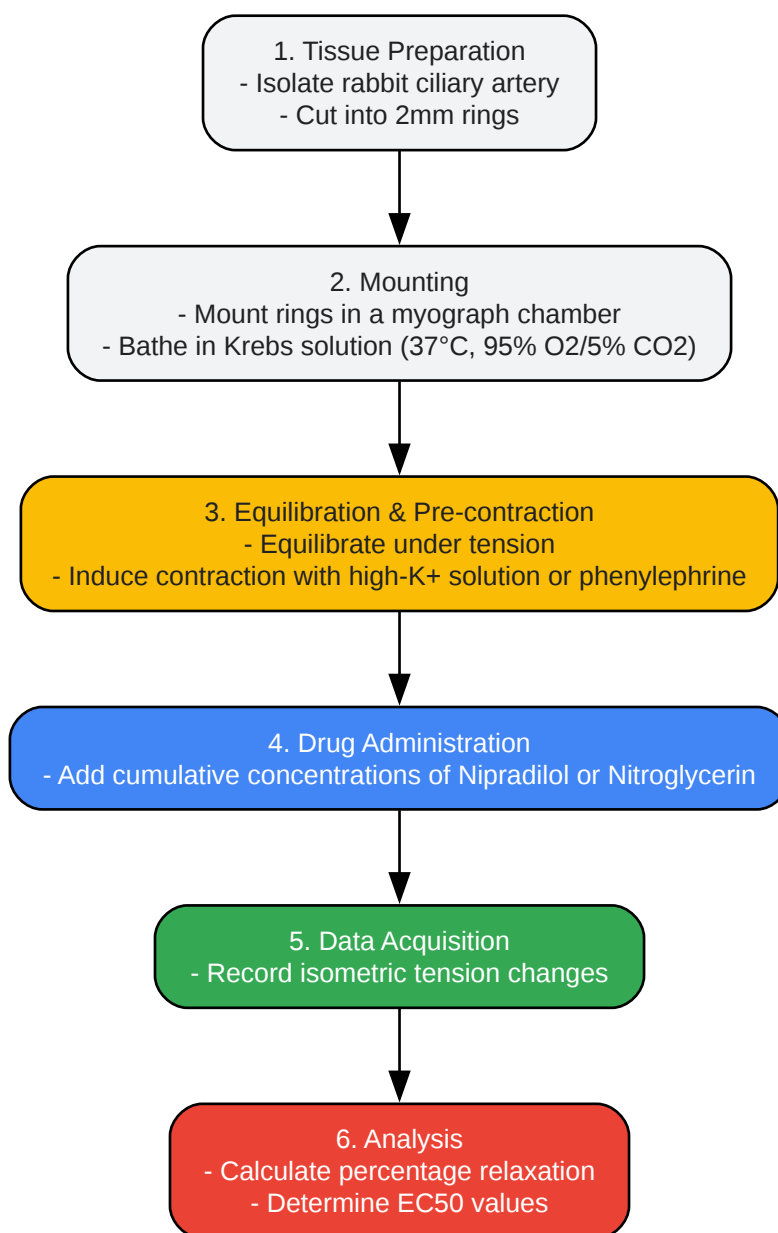 1. Tissue Preparation
- Isolate rabbit ciliary artery
- Cut into 2mm rings
2. Mounting
- Mount rings in a myograph chamber
- Bathe in Krebs solution (37°C, 95% O2/5% CO2)
3. Equilibration & Pre-contraction
- Equilibrate under tension
- Induce contraction with high-K+ solution or phenylephrine
4. Drug Administration
- Add cumulative concentrations of Nipradilol or Nitroglycerin
5. Data Acquisition
- Record isometric tension changes
6. Analysis
- Calculate percentage relaxation
- Determine EC50 values